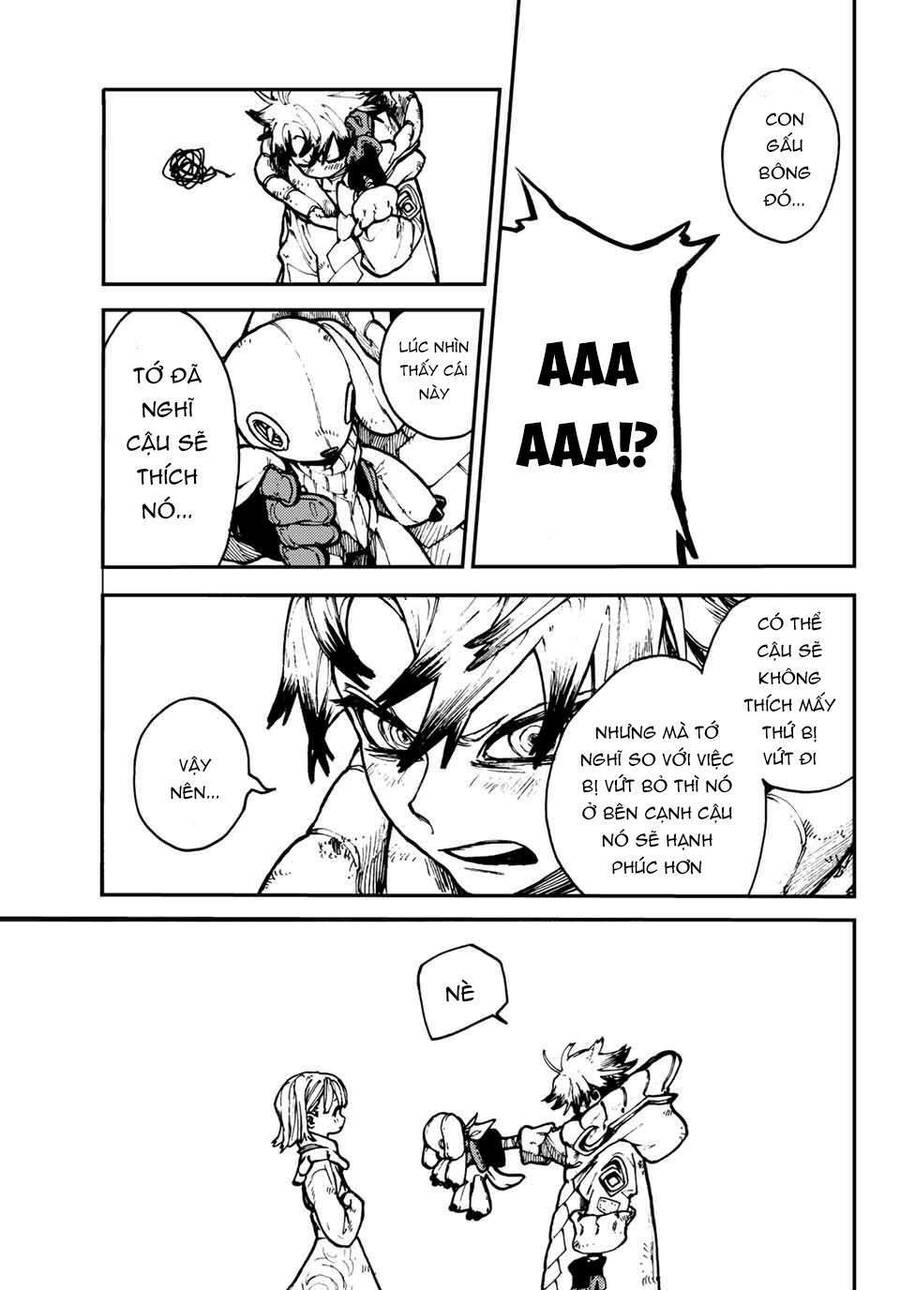 CON
GẤU
BÔNG
ĐÓ...
AAA
AAA!?
LÚC NHÌN
THẤY CÁI
NÀY
TỚ ĐÃ
NGHĨ
CẬU SẼ
THÍCH
NÓ...
CÓ THỂ
CẬU SẼ
KHÔNG
THÍCH MẤY
THỨ BỊ
VỨT ĐI
NHƯNG MÀ TỚ
NGHĨ SO VỚI VIỆC
BỊ VỨT BỎ THÌ NÓ
Ở BÊN CẠNH CẬU
NÓ SẼ HẠNH
PHÚC HƠN
VẬY
NÊN...
NÈ